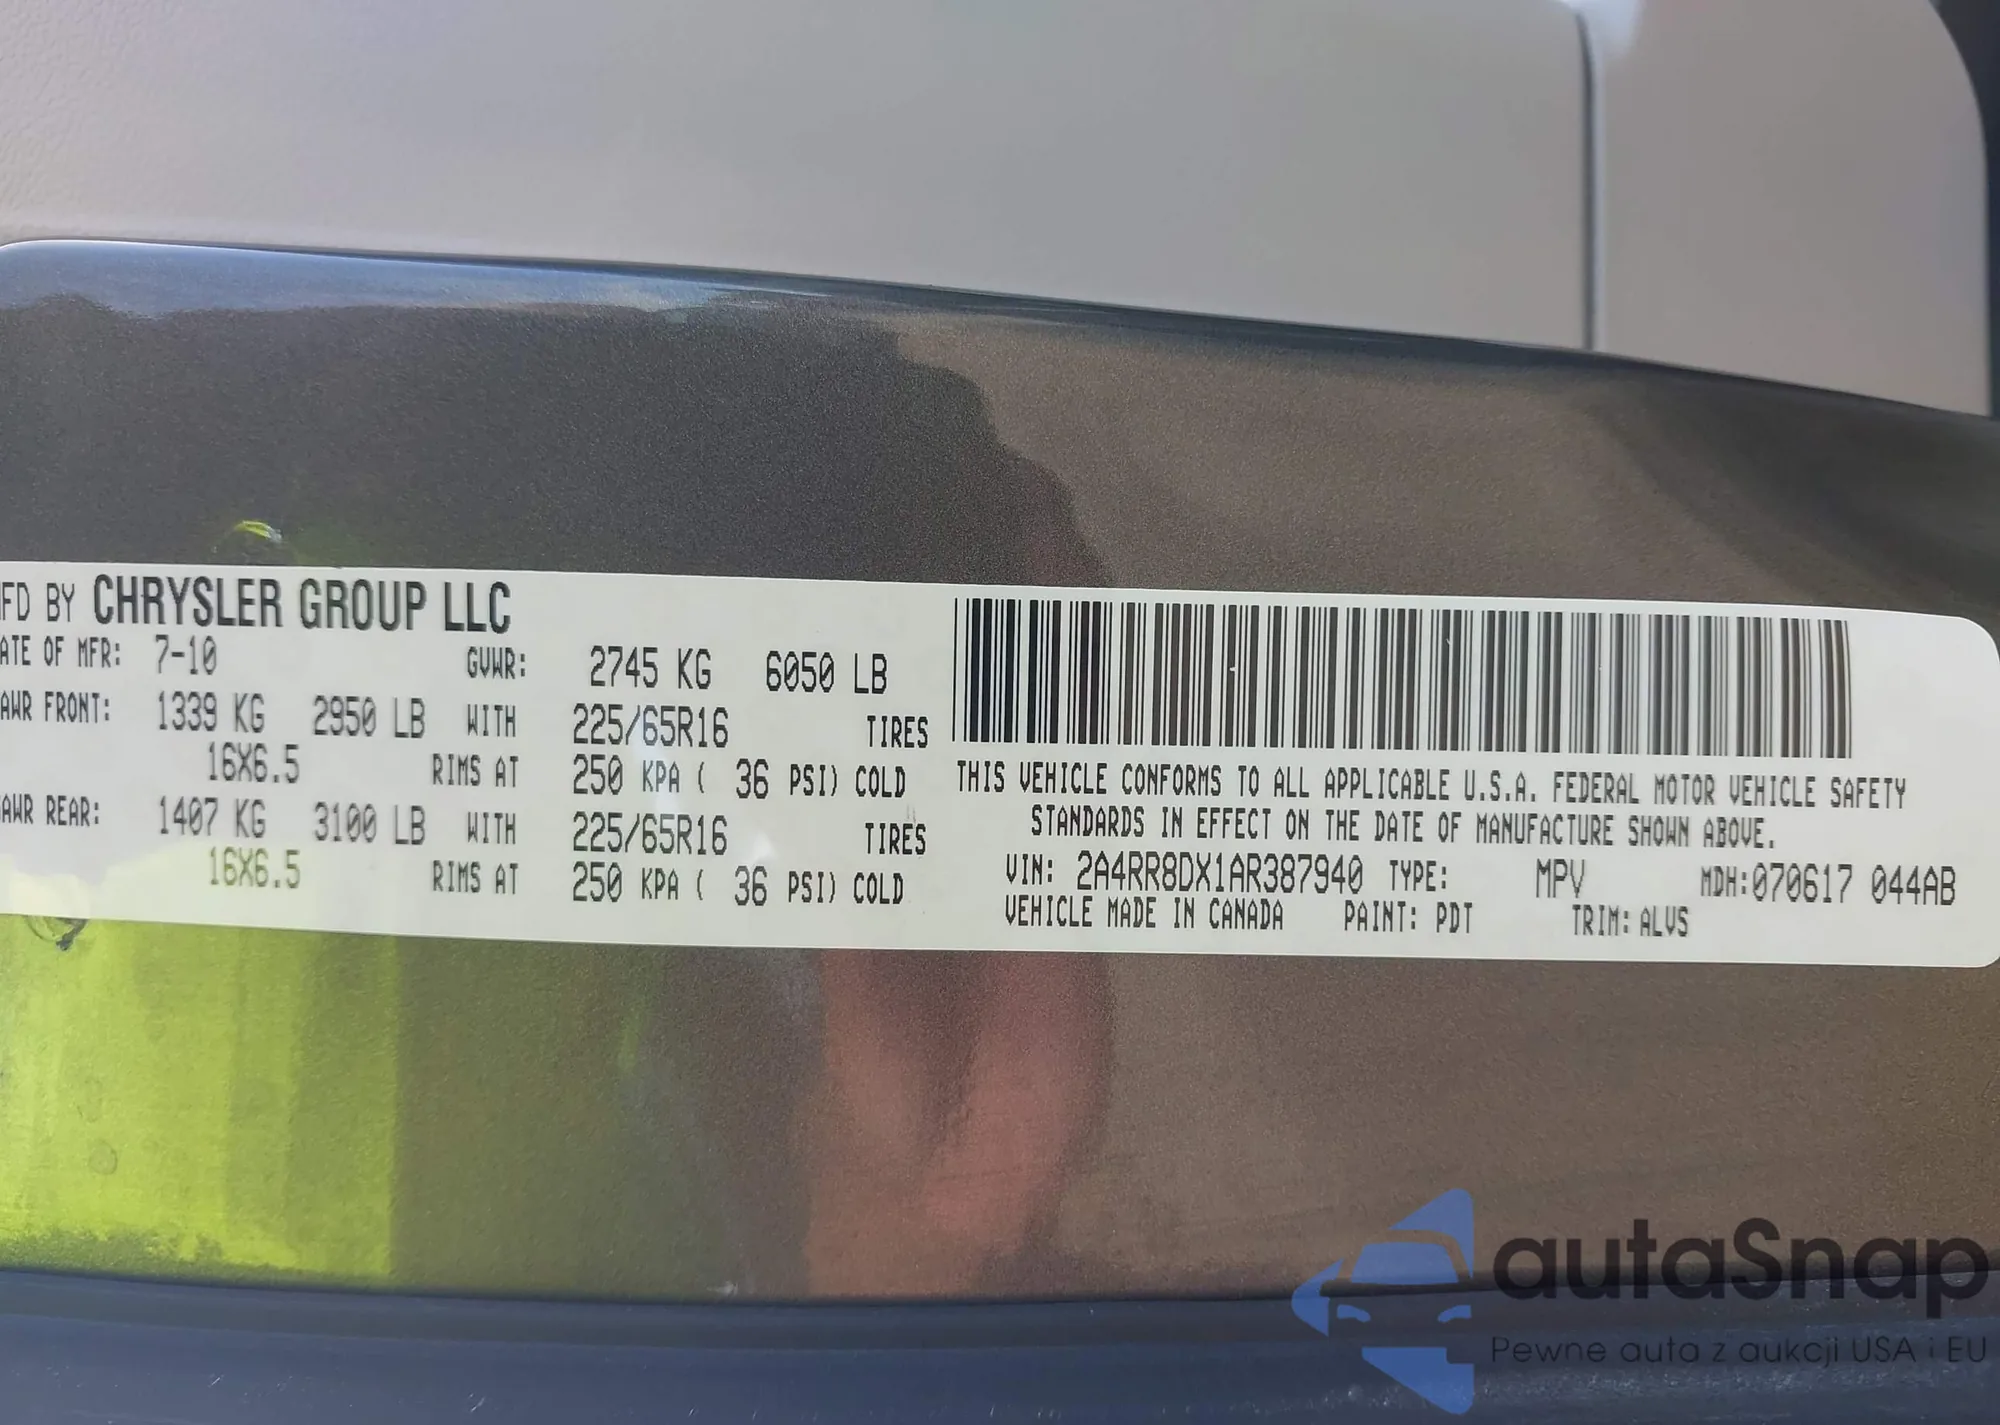 FD BY CHRYSLER GROUP LLC
ATE OF MFR: 7-10 GVWR: 2745 KG 6050 LB
AWR FRONT: 1339 KG 2950 LB WITH 225/65R16 TIRES
16X6.5 RIMS AT 250 KPA ( 36 PSI) COLD
AWR REAR: 1407 KG 3100 LB WITH 225/65R16 TIRES
16X6.5 RIMS AT 250 KPA ( 36 PSI) COLD
THIS VEHICLE CONFORMS TO ALL APPLICABLE U.S.A. FEDERAL MOTOR VEHICLE SAFETY
STANDARDS IN EFFECT ON THE DATE OF MANUFACTURE SHOWN ABOVE.
VIN: 2A4RR8DX1AR387940 TYPE: MPV MDH:070617 044AB
VEHICLE MADE IN CANADA PAINT: PDT TRIM: ALVS
autaSnap
Pewne auta z aukcji USA i EU